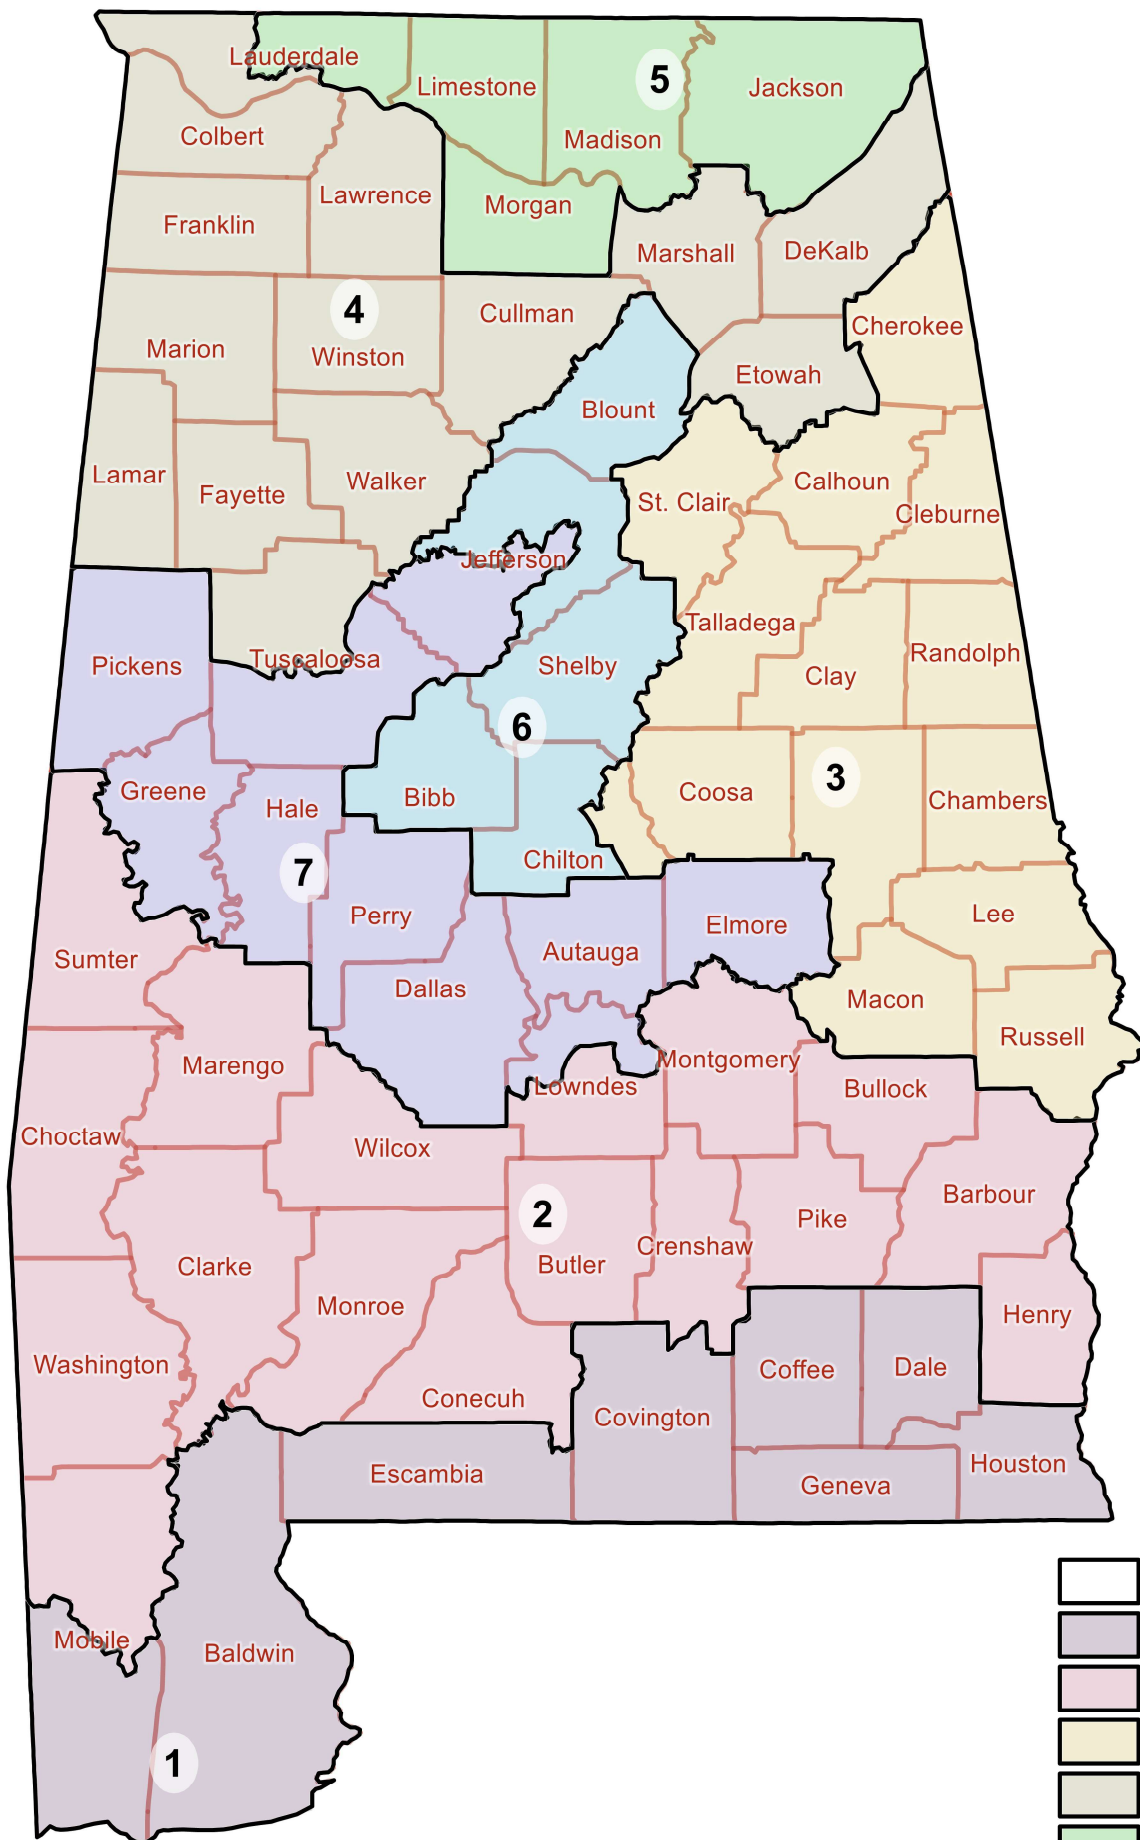 Lauderdale
Limestone
5
Jackson
Madison
Colbert
Lawrence
Morgan
Franklin
Marshall
DeKalb
4
Cullman
Cherokee
Marion
Winston
Etowah
Blount
Lamar
Fayette
Walker
St. Clair
Calhoun
Cleburne
Jefferson
Talladega
Pickens
Tuscaloosa
Shelby
Clay
Randolph
6
Greene
Hale
Bibb
Coosa
3
Chambers
7
Chilton
Perry
Elmore
Lee
Sumter
Autauga
Dallas
Macon
Russell
Marengo
Lowndes
Montgomery
Bullock
Choctaw
Wilcox
Barbour
2
Pike
Clarke
Butler
Crenshaw
Monroe
Henry
Washington
Conecuh
Covington
Coffee
Dale
Escambia
Geneva
Houston
Mobile
Baldwin
1